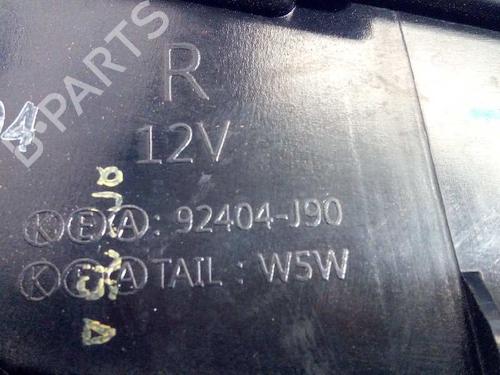 B-PARTS
R
12V
KEA: 92404-J90
KEA TAIL: W5W